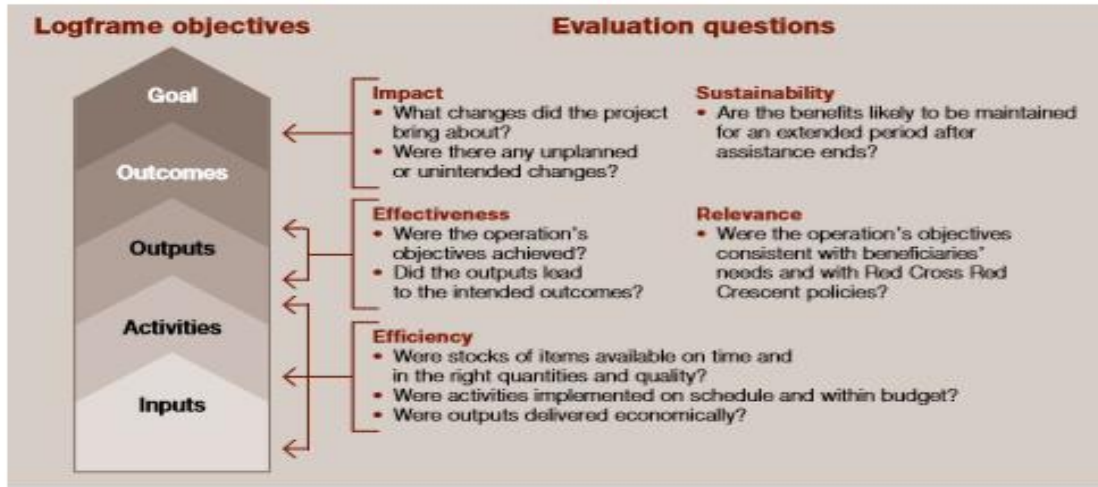 Logframe objectives
Evaluation questions
Goal
Outcomes
Outputs
Activities
Inputs
Impact
• What changes did the project
bring about?
• Were there any unplanned
or unintended changes?
Sustainability
• Are the benefits likely to be maintained
for an extended period after
assistance ends?
Effectiveness
• Were the operation's
objectives achieved?
• Did the outputs lead
to the intended outcomes?
Relevance
• Were the operation's objectives
consistent with beneficiaries'
needs and with Red Cross Red
Crescent policies?
Efficiency
• Were stocks of items available on time and
in the right quantities and quality?
• Were activities implemented on schedule and within budget?
• Were outputs delivered economically?